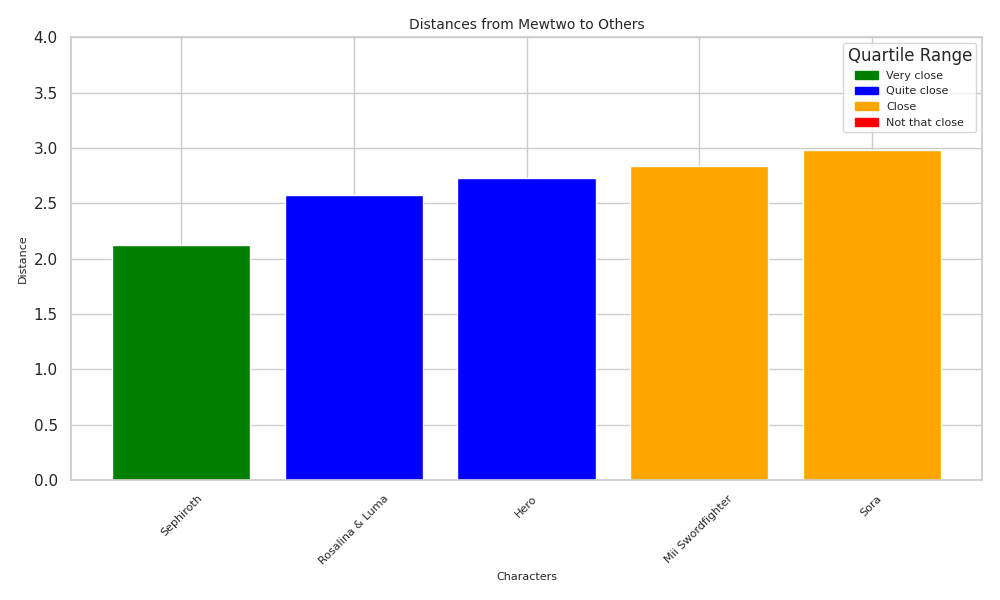 Distances from Mewtwo to Others
Quartile Range
Very close
Quite close
Close
Not that close
Distance
4.0
3.5
3.0
2.5
2.0
1.5
1.0
0.5
0.0
Sephiroth
Rosalina & Luma
Hero
Mii Swordfighter
Sora
Characters